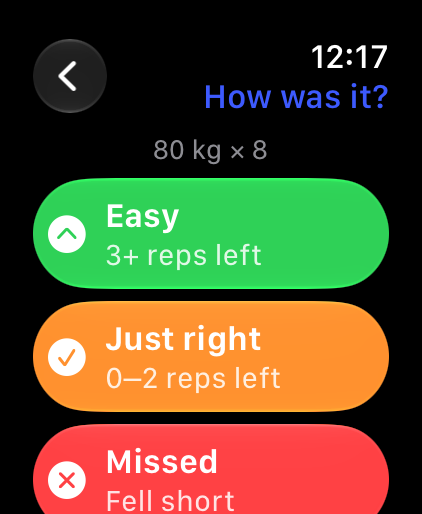 12:17
How was it?
80 kg × 8
Easy
3+ reps left
Just right
0–2 reps left
Missed
Fell short